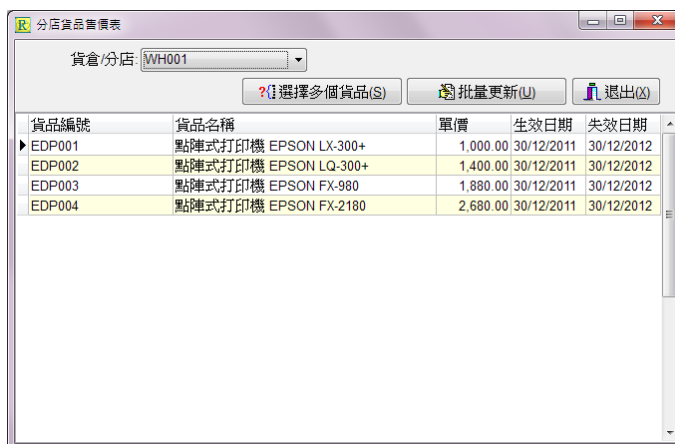 分店貨品售價表
貨倉/分店: WH001
?{}選擇多個貨品(S) 批量更新(U) 退出(X)
貨品編號 貨品名稱 單價 生效日期 失效日期
EDP001 點陣式打印機 EPSON LX-300+ 1,000.00 30/12/2011 30/12/2012
EDP002 點陣式打印機 EPSON LQ-300+ 1,400.00 30/12/2011 30/12/2012
EDP003 點陣式打印機 EPSON FX-980 1,880.00 30/12/2011 30/12/2012
EDP004 點陣式打印機 EPSON FX-2180 2,680.00 30/12/2011 30/12/2012